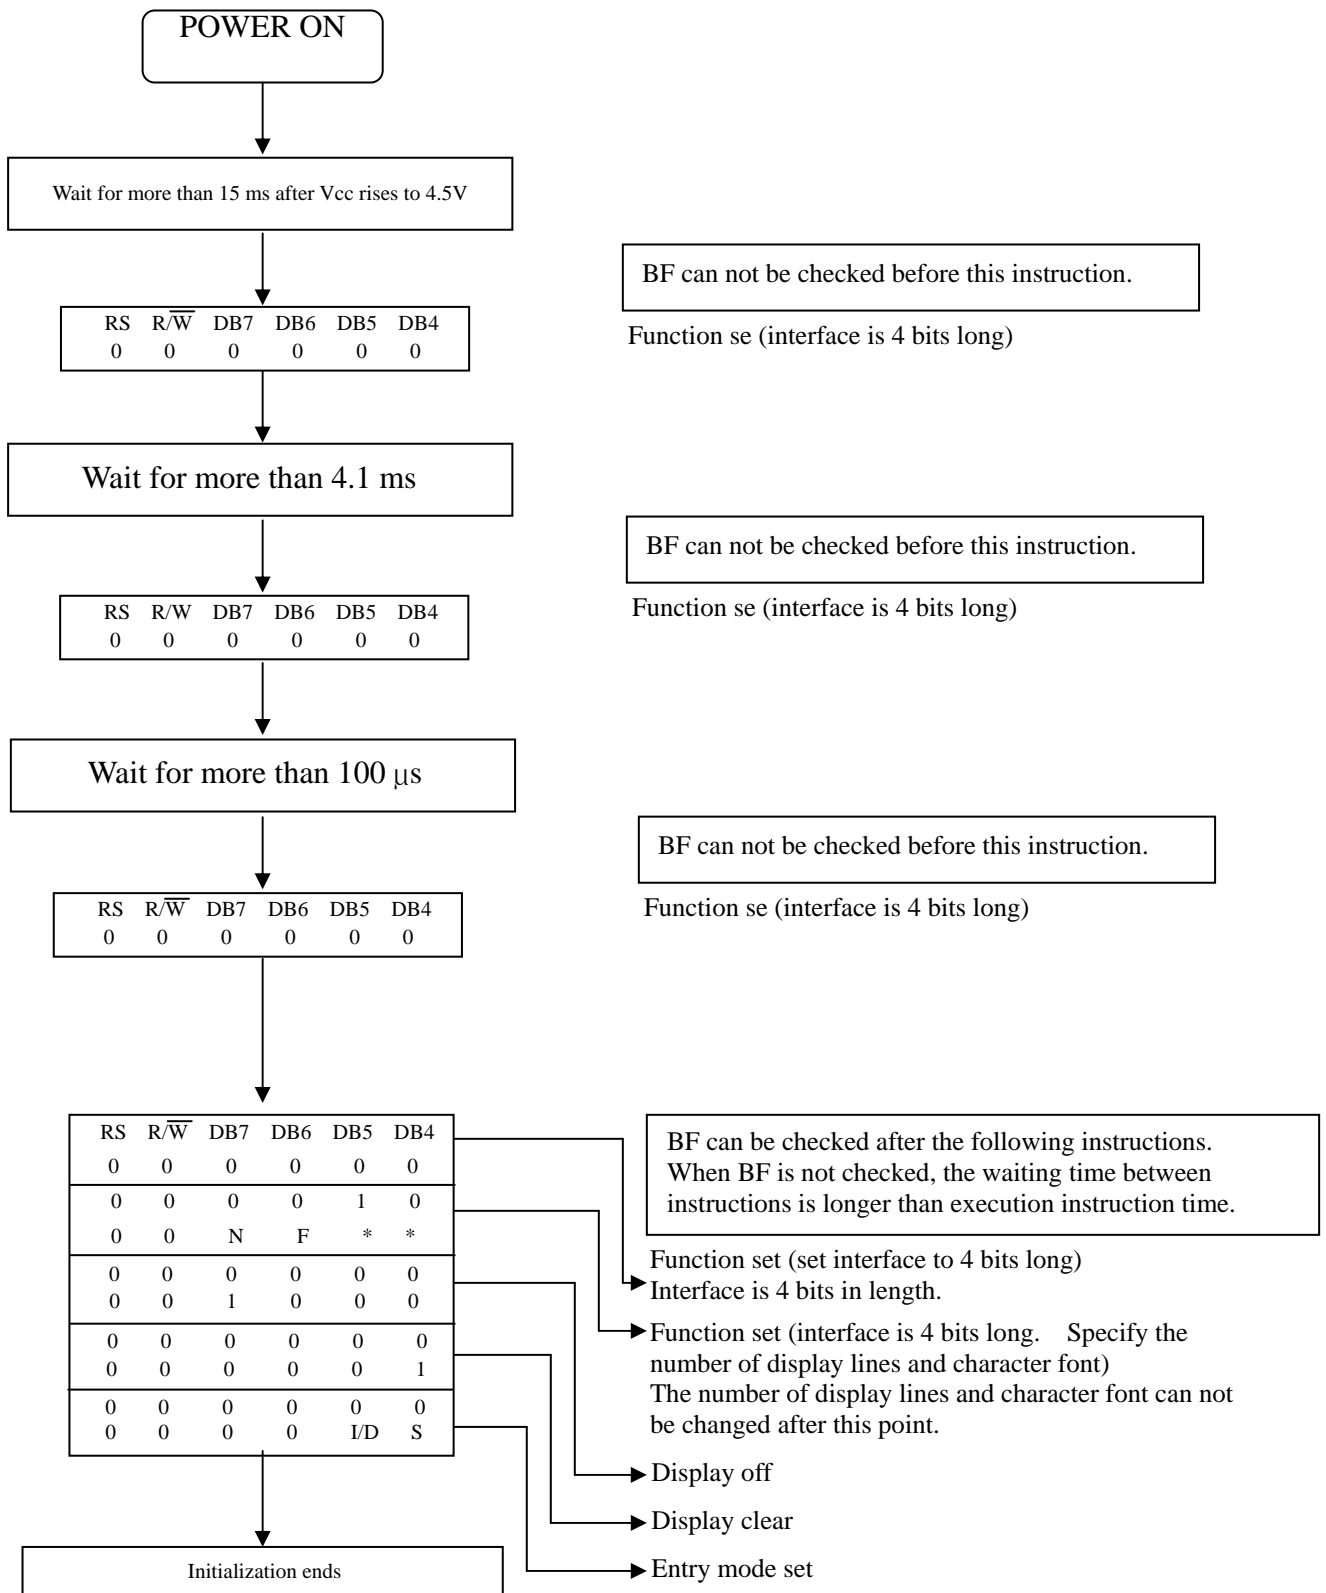 POWER ON
Wait for more than 15 ms after Vcc rises to 4.5V
BF can not be checked before this instruction.
RS R/W̅ DB7 DB6 DB5 DB4
0 0 0 0 0 0
Function se (interface is 4 bits long)
Wait for more than 4.1 ms
BF can not be checked before this instruction.
RS R/W DB7 DB6 DB5 DB4
0 0 0 0 0 0
Function se (interface is 4 bits long)
Wait for more than 100 μs
BF can not be checked before this instruction.
RS R/W̅ DB7 DB6 DB5 DB4
0 0 0 0 0 0
Function se (interface is 4 bits long)
RS R/W̅ DB7 DB6 DB5 DB4
0 0 0 0 0 0
0 0 0 0 1 0
0 0 N F * *
0 0 0 0 0 0
0 0 1 0 0 0
0 0 0 0 0 0
0 0 0 0 0 1
0 0 0 0 0 0
0 0 0 0 I/D S
BF can be checked after the following instructions.
When BF is not checked, the waiting time between
instructions is longer than execution instruction time.
Function set (set interface to 4 bits long)
Interface is 4 bits in length.
Function set (interface is 4 bits long. Specify the
number of display lines and character font)
The number of display lines and character font can not
be changed after this point.
Display off
Display clear
Entry mode set
Initialization ends